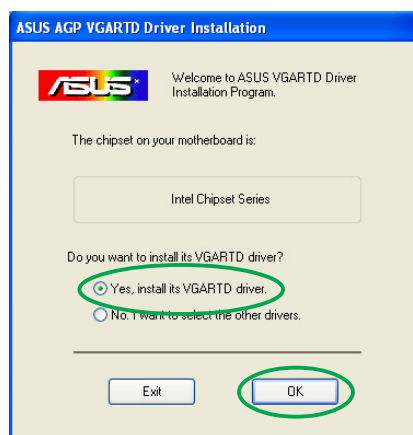 ASUS AGP VGARTD Driver Installation
ASUS
Welcome to ASUS VGARTD Driver
Installation Program.
The chipset on your motherboard is:
Intel Chipset Series
Do you want to install its VGARTD driver?
Yes, install its VGARTD driver.
No. I want to select the other drivers.
Exit
OK